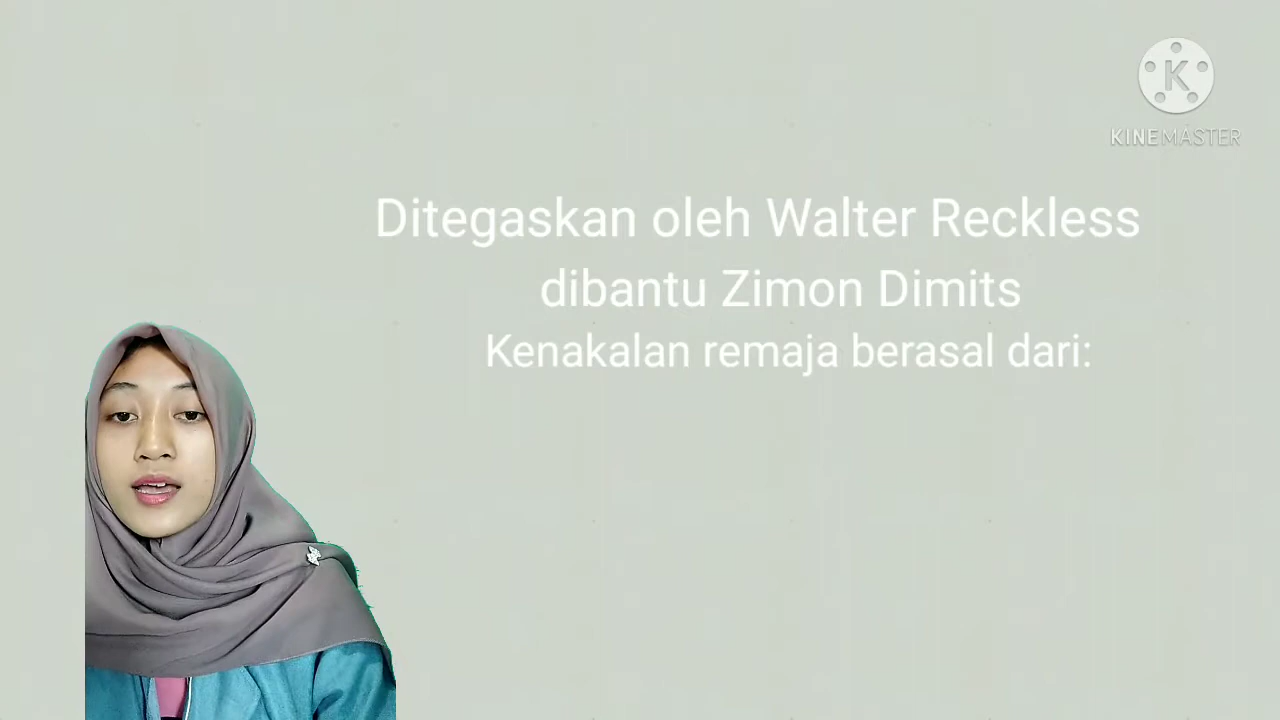 K
KINEMASTER
Ditegaskan oleh Walter Reckless
dibantu Zimon Dimits
Kenakalan remaja berasal dari: